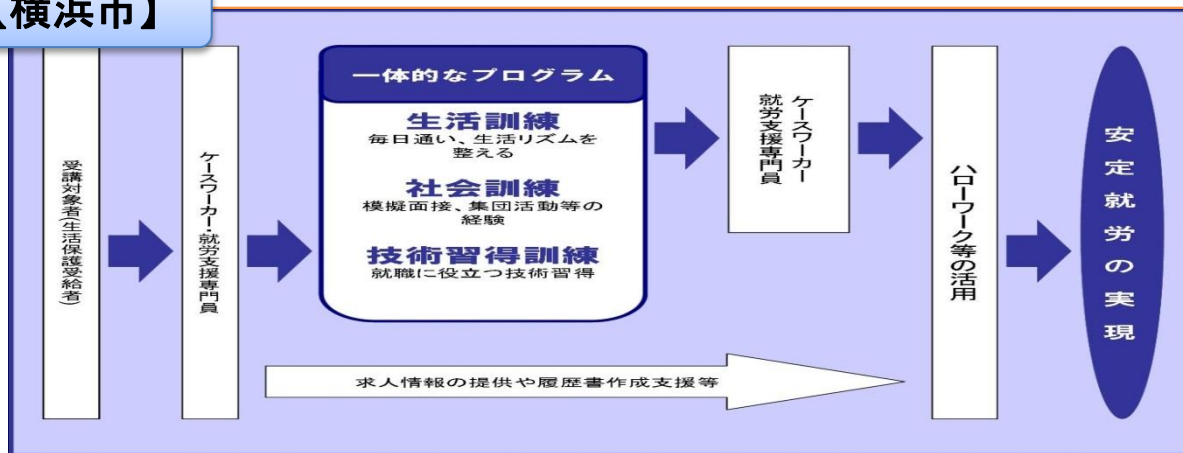 【横浜市】
受講対象者(生活保護受給者)
ケースワーカー・就労支援専門員
一体的なプログラム
生活訓練
毎日通い、生活リズムを
整える
社会訓練
模擬面接、集団活動等の
経験
技術習得訓練
就職に役立つ技術習得
ケースワーカー
就労支援専門員
求人情報の提供や履歴書作成支援等
ハローワーク等の活用
安定就労の実現